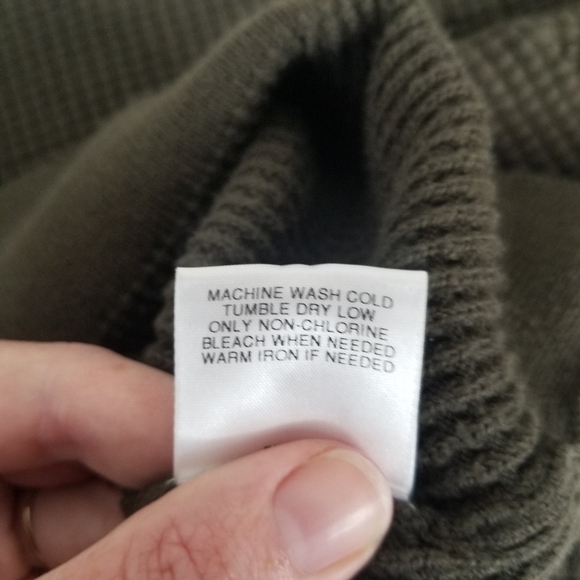 MACHINE WASH COLD
TUMBLE DRY LOW
ONLY NON-CHLORINE
BLEACH WHEN NEEDED
WARM IRON IF NEEDED